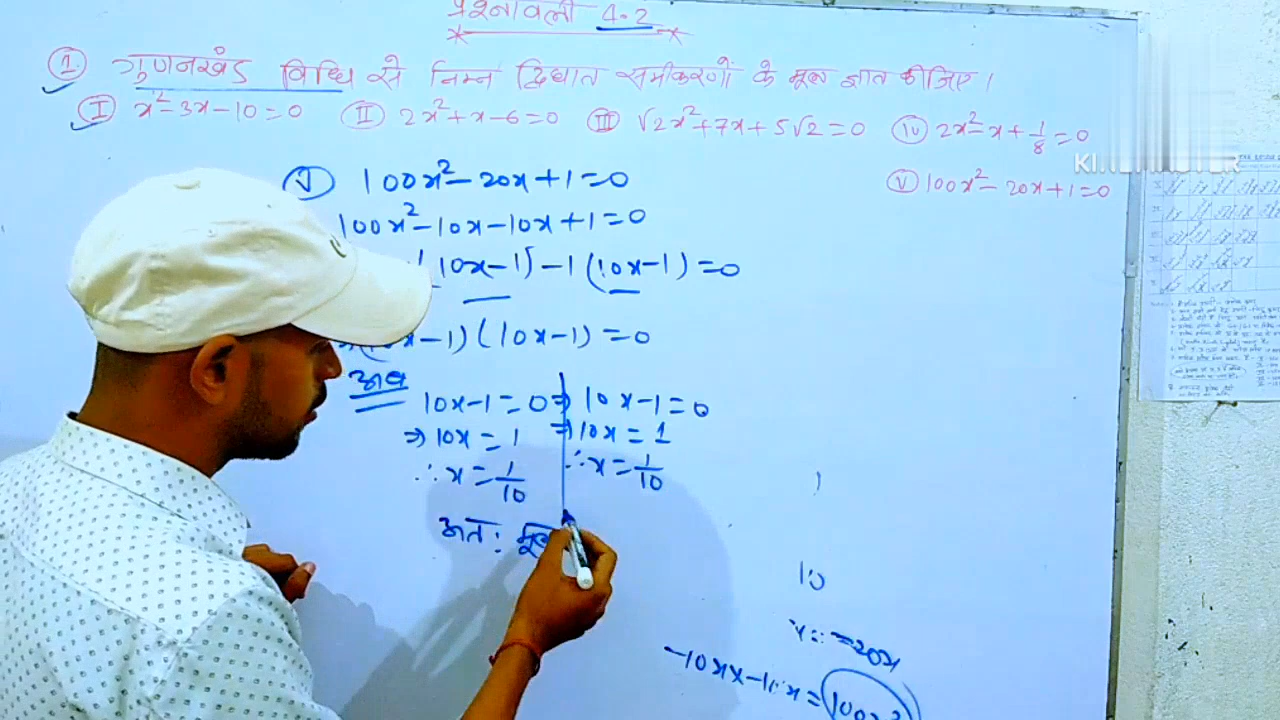 प्रश्नावली 4.2
1. गुणनखंड विधि से निम्न द्विघात समीकरणों के मूल ज्ञात कीजिए।
I x²-3x-10=0 II 2x²+x-6=0 III √2x²+7x+5√2=0 IV 2x²-x+1/8=0
KINEMASTER
V 100x²-20x+1=0
V 100x²-20x+1=0
100x²-10x-10x+1=0
(10x-1)-1(10x-1)=0
x-1)(10x-1)=0
अब
10x-1=0 ⇒ 10x-1=0
⇒10x=1 ⇒10x=1
∴x=1/10 ∴x=1/10
अत: मूल
10
=-20x
-10x